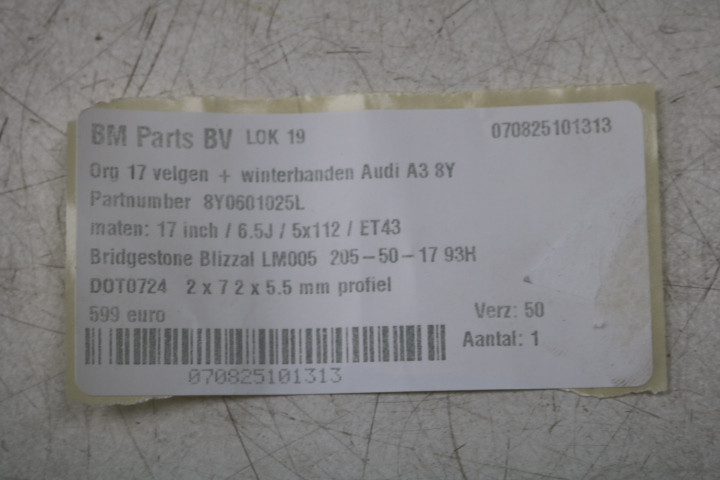 BM Parts BV LOK 19 070825101313
Org 17 velgen + winterbanden Audi A3 8Y
Partnumber 8Y0601025L
maten: 17 inch / 6.5J / 5x112 / ET43
Bridgestone Blizzal LM005 205-50-17 93H
DOT0724 2 x 7 2 x 5.5 mm profiel
599 euro Verz: 50
Aantal: 1
070825101313